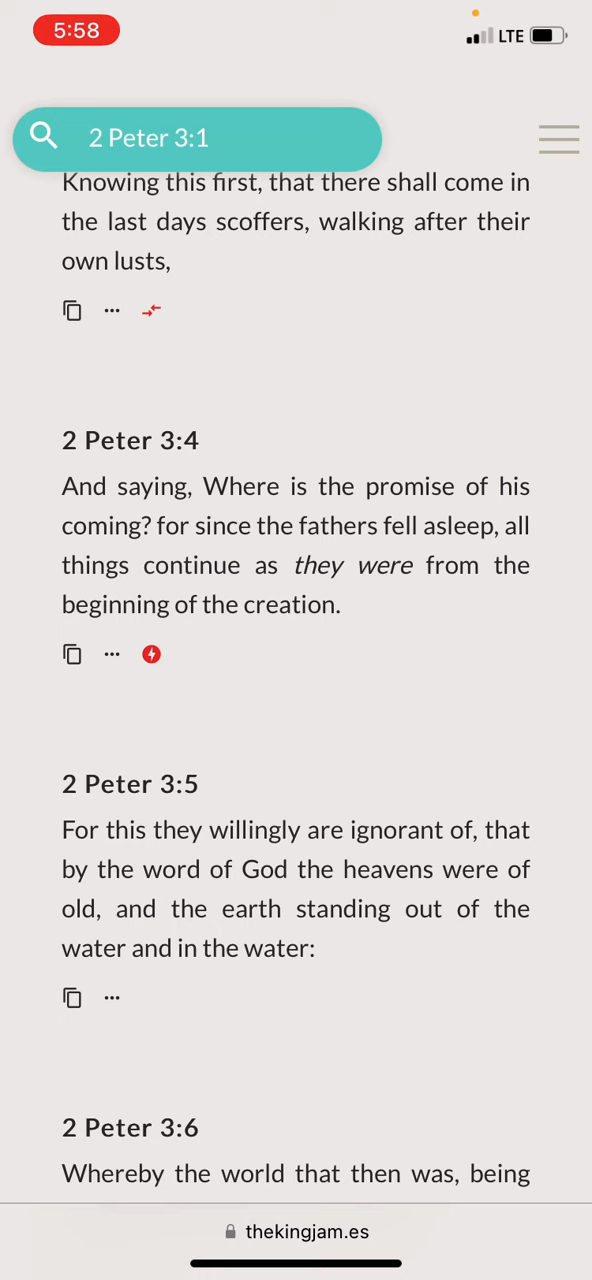 5:58
LTE
2 Peter 3:1
Knowing this first, that there shall come in
the last days scoffers, walking after their
own lusts,
2 Peter 3:4
And saying, Where is the promise of his
coming? for since the fathers fell asleep, all
things continue as they were from the
beginning of the creation.
2 Peter 3:5
For this they willingly are ignorant of, that
by the word of God the heavens were of
old, and the earth standing out of the
water and in the water:
2 Peter 3:6
Whereby the world that then was, being
thekingjam.es